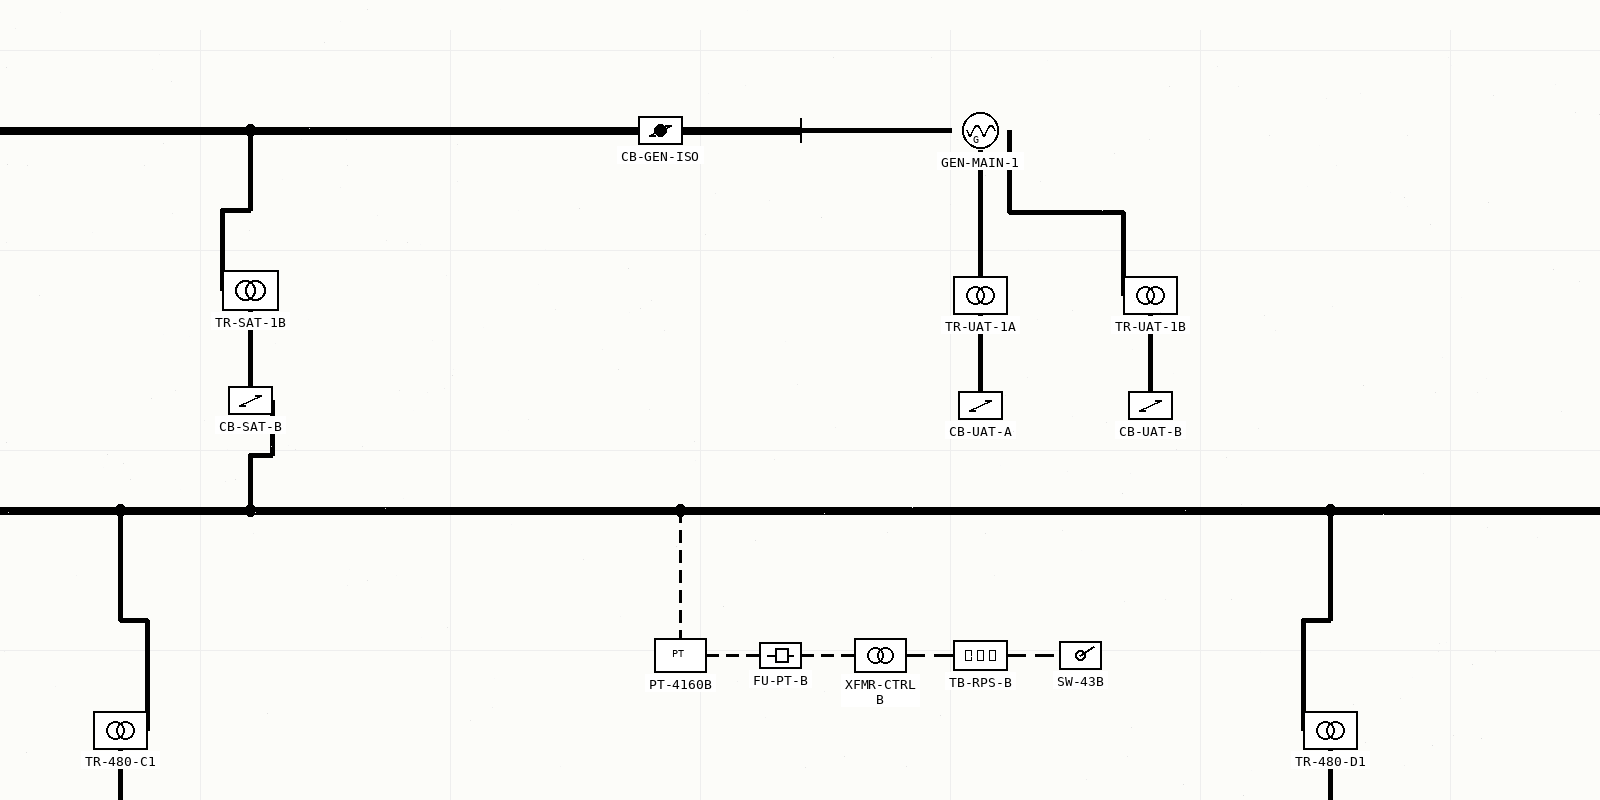 CB-GEN-ISO
G
GEN-MAIN-1
TR-SAT-1B
TR-UAT-1A
TR-UAT-1B
CB-SAT-B
CB-UAT-A
CB-UAT-B
PT
PT-4160B
FU-PT-B
XFMR-CTRL
B
TB-RPS-B
SW-43B
TR-480-C1
TR-480-D1